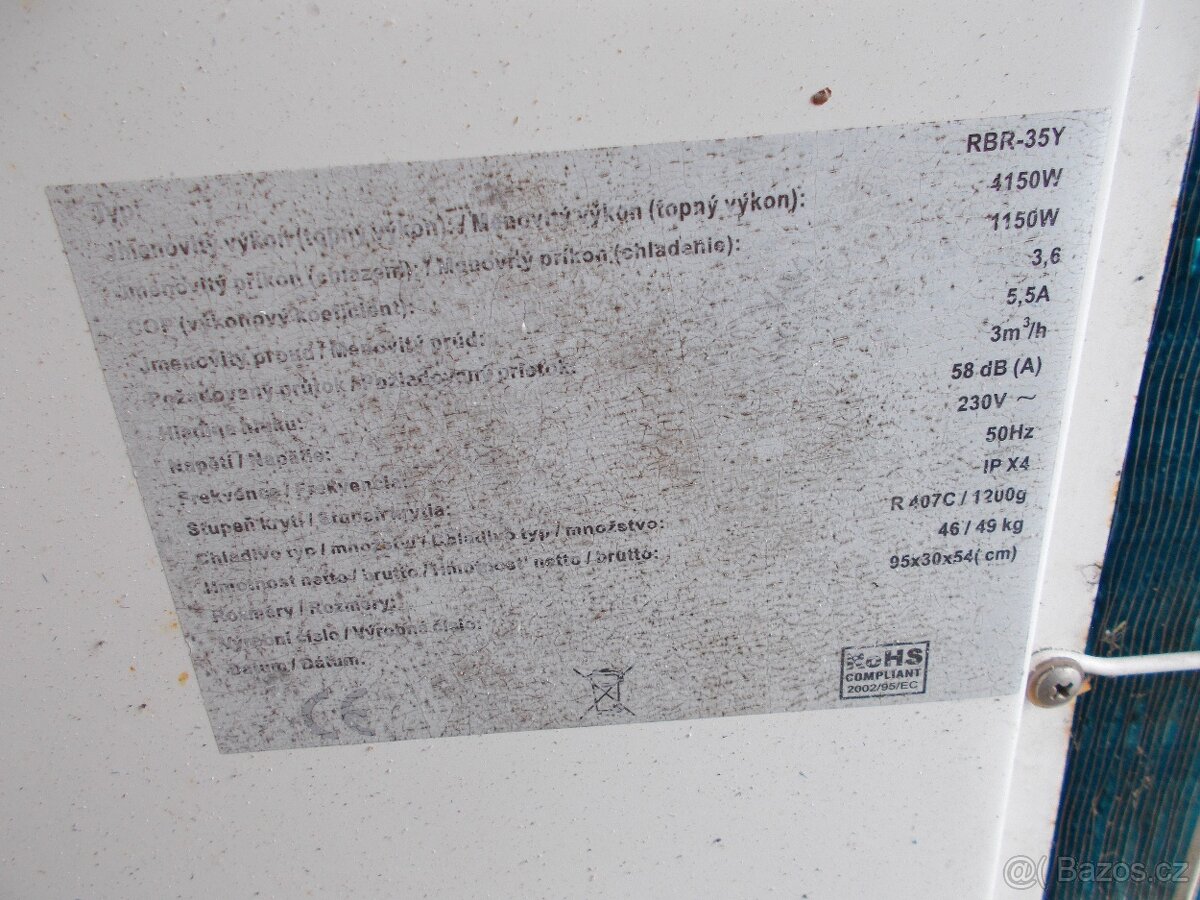 Typ: RBR-35Y
Jmenovitý výkon (topný výkon): / Menovitý výkon (topný výkon): 4150W
Jmenovitý příkon (chlazení): / Menovitý príkon (chladenie): 1150W
COP (výkonový koeficient): 3,6
Jmenovitý proud / Menovitý prúd: 5,5A
Požadovaný průtok / Požadovaný prietok: 3m³/h
Hladina hluku: 58 dB (A)
Napětí / Napätie: 230V ~
Frekvence / Frekvencia: 50Hz
Stupeň krytí / Stupeň krytia: IP X4
Chladivo typ / množství / Chladivo typ / množstvo: R 407C / 1200g
Hmotnost netto / brutto / Hmotnosť netto / brutto: 46 / 49 kg
Rozměry / Rozmery: 95x30x54( cm)
Výrobní číslo / Výrobné číslo:
Datum / Dátum:
CE
RoHS
COMPLIANT
2002/95/EC
@( Bazos.cz